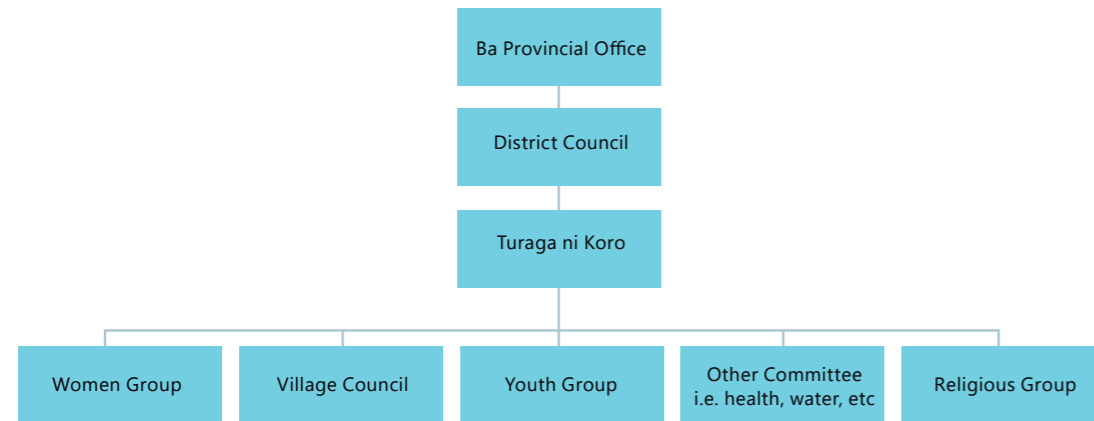 Ba Provincial Office
District Council
Turaga ni Koro
Women Group
Village Council
Youth Group
Other Committee
i.e. health, water, etc
Religious Group